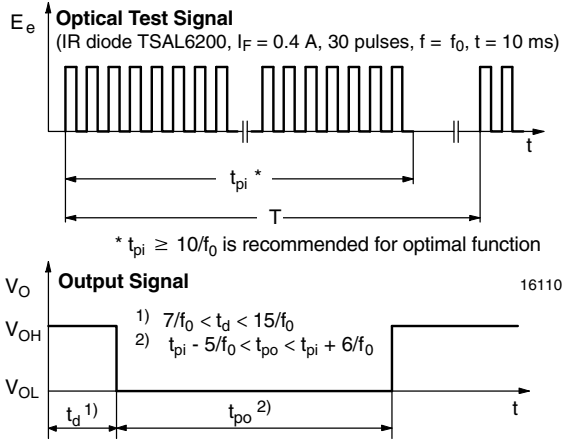 E_e Optical Test Signal
(IR diode TSAL6200, I_F = 0.4 A, 30 pulses, f = f_0, t = 10 ms)
t
t_pi *
T
* t_pi ≥ 10/f_0 is recommended for optimal function
V_O Output Signal 16110
V_OH
1) 7/f_0 < t_d < 15/f_0
2) t_pi - 5/f_0 < t_po < t_pi + 6/f_0
V_OL
t_d 1) t_po 2) t